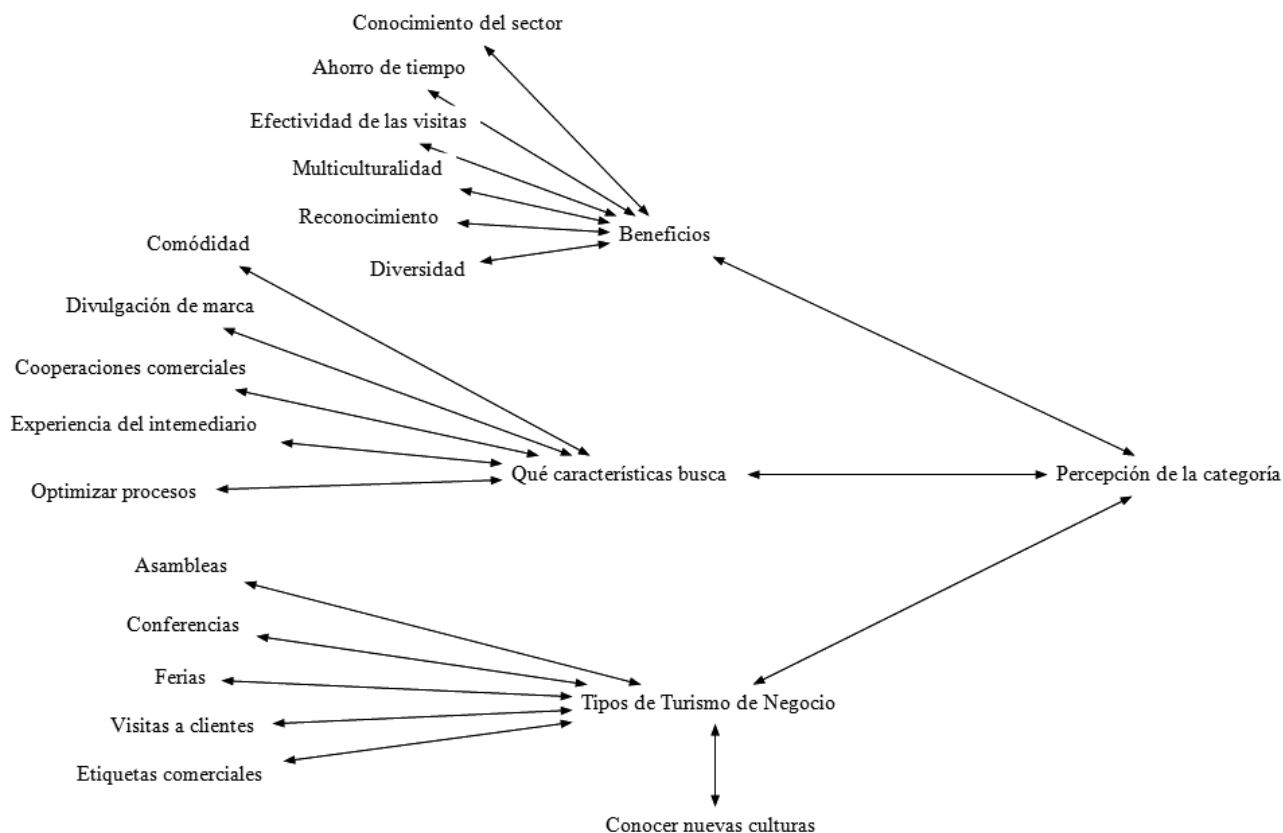 Conocimiento del sector
Ahorro de tiempo
Efectividad de las visitas
Multiculturalidad
Reconocimiento
Diversidad
Beneficios
Comódidad
Divulgación de marca
Cooperaciones comerciales
Experiencia del intemediario
Optimizar procesos
Qué característícas busca
Percepción de la categoría
Asambleas
Conferencias
Ferias
Visitas a clientes
Etiquetas comerciales
Tipos de Turismo de Negocio
Conocer nuevas culturas